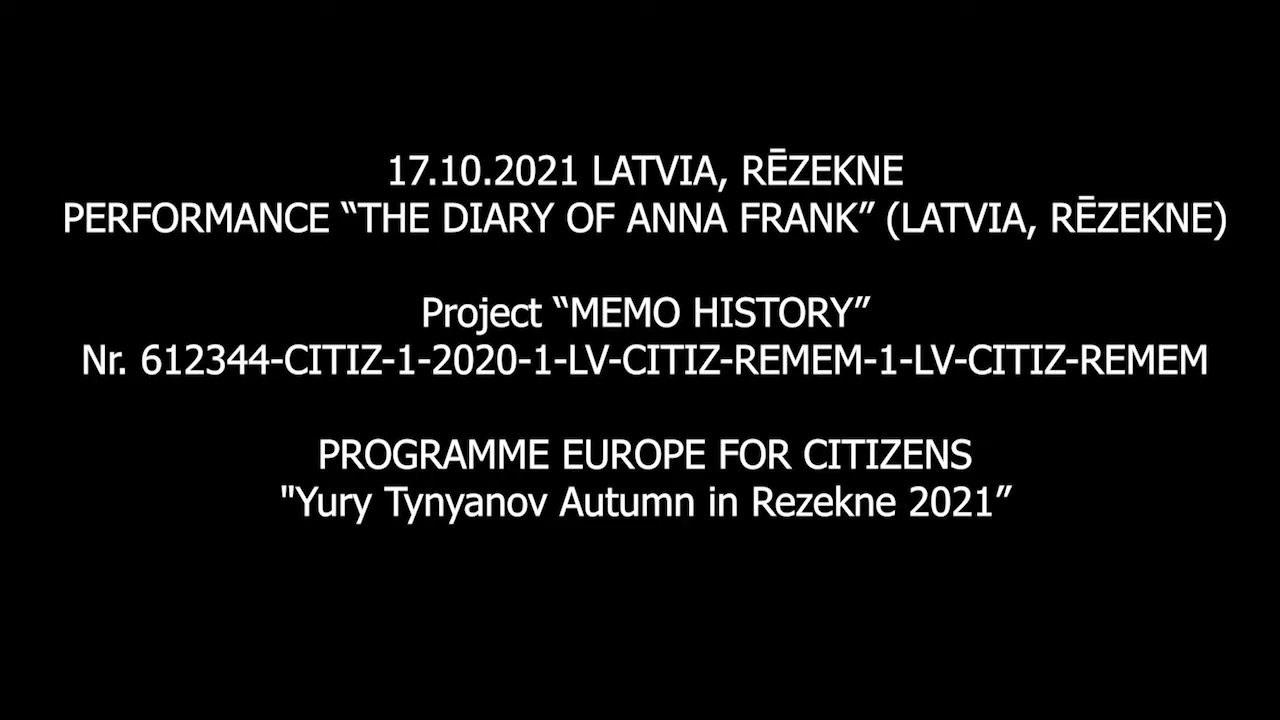 17.10.2021 LATVIA, RĒZEKNE
PERFORMANCE “THE DIARY OF ANNA FRANK” (LATVIA, RĒZEKNE)
Project “MEMO HISTORY”
Nr. 612344-CITIZ-1-2020-1-LV-CITIZ-REMEM-1-LV-CITIZ-REMEM
PROGRAMME EUROPE FOR CITIZENS
"Yury Tynyanov Autumn in Rezekne 2021”